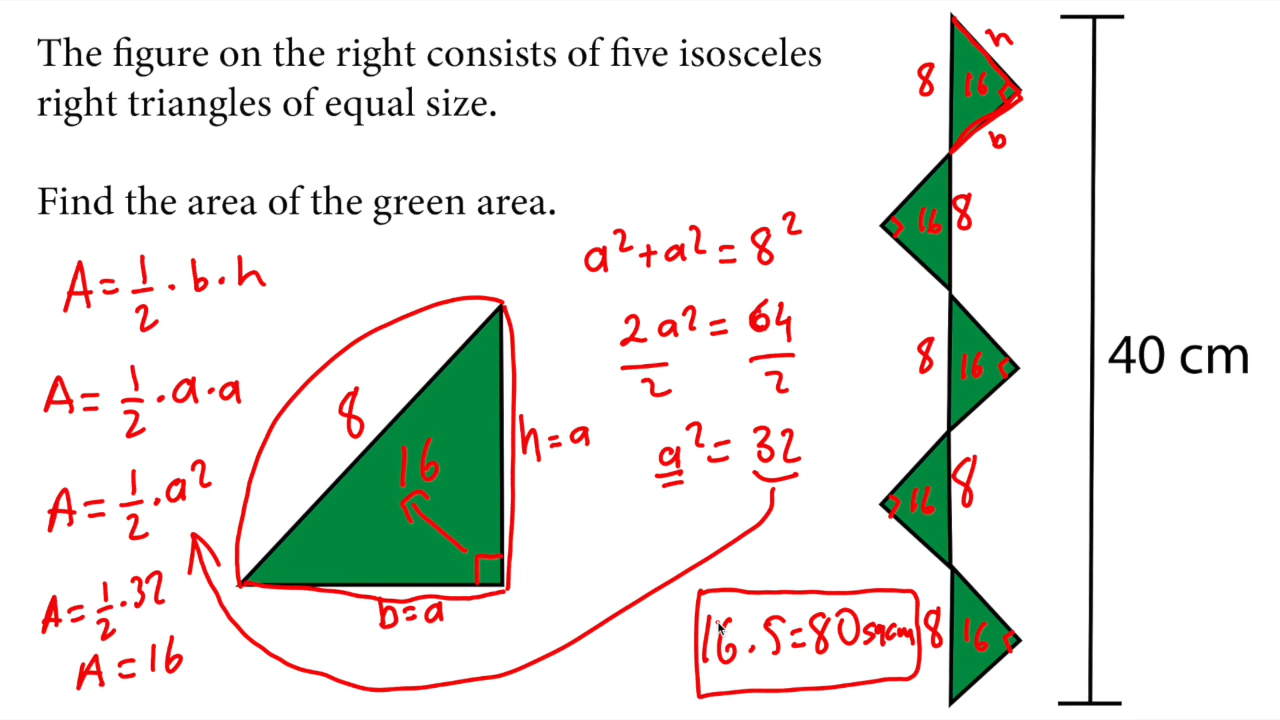 The figure on the right consists of five isosceles
right triangles of equal size.
Find the area of the green area.
A = 1/2 · b · h
A = 1/2 · a · a
A = 1/2 · a²
A = 1/2 · 32
A = 16
8
16
h = a
b = a
a² + a² = 8²
2a²/2 = 64/2
a² = 32
16 · 5 = 80 sqcm
h
8 16
b
16 8
8 16
16 8
8 16
40 cm